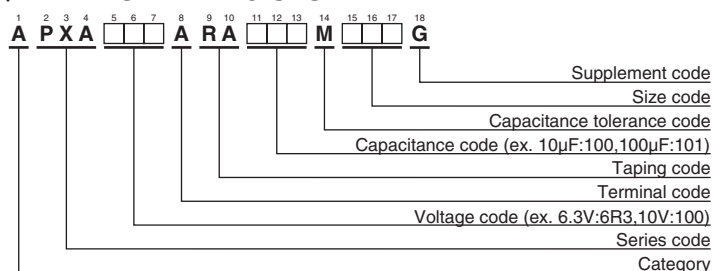 1 2 3 4 5 6 7 8 9 10 11 12 13 14 15 16 17 18
A PXA □□□ A RA □□□ M □□□ G
Supplement code
Size code
Capacitance tolerance code
Capacitance code (ex. 10µF:100,100µF:101)
Taping code
Terminal code
Voltage code (ex. 6.3V:6R3,10V:100)
Series code
Category